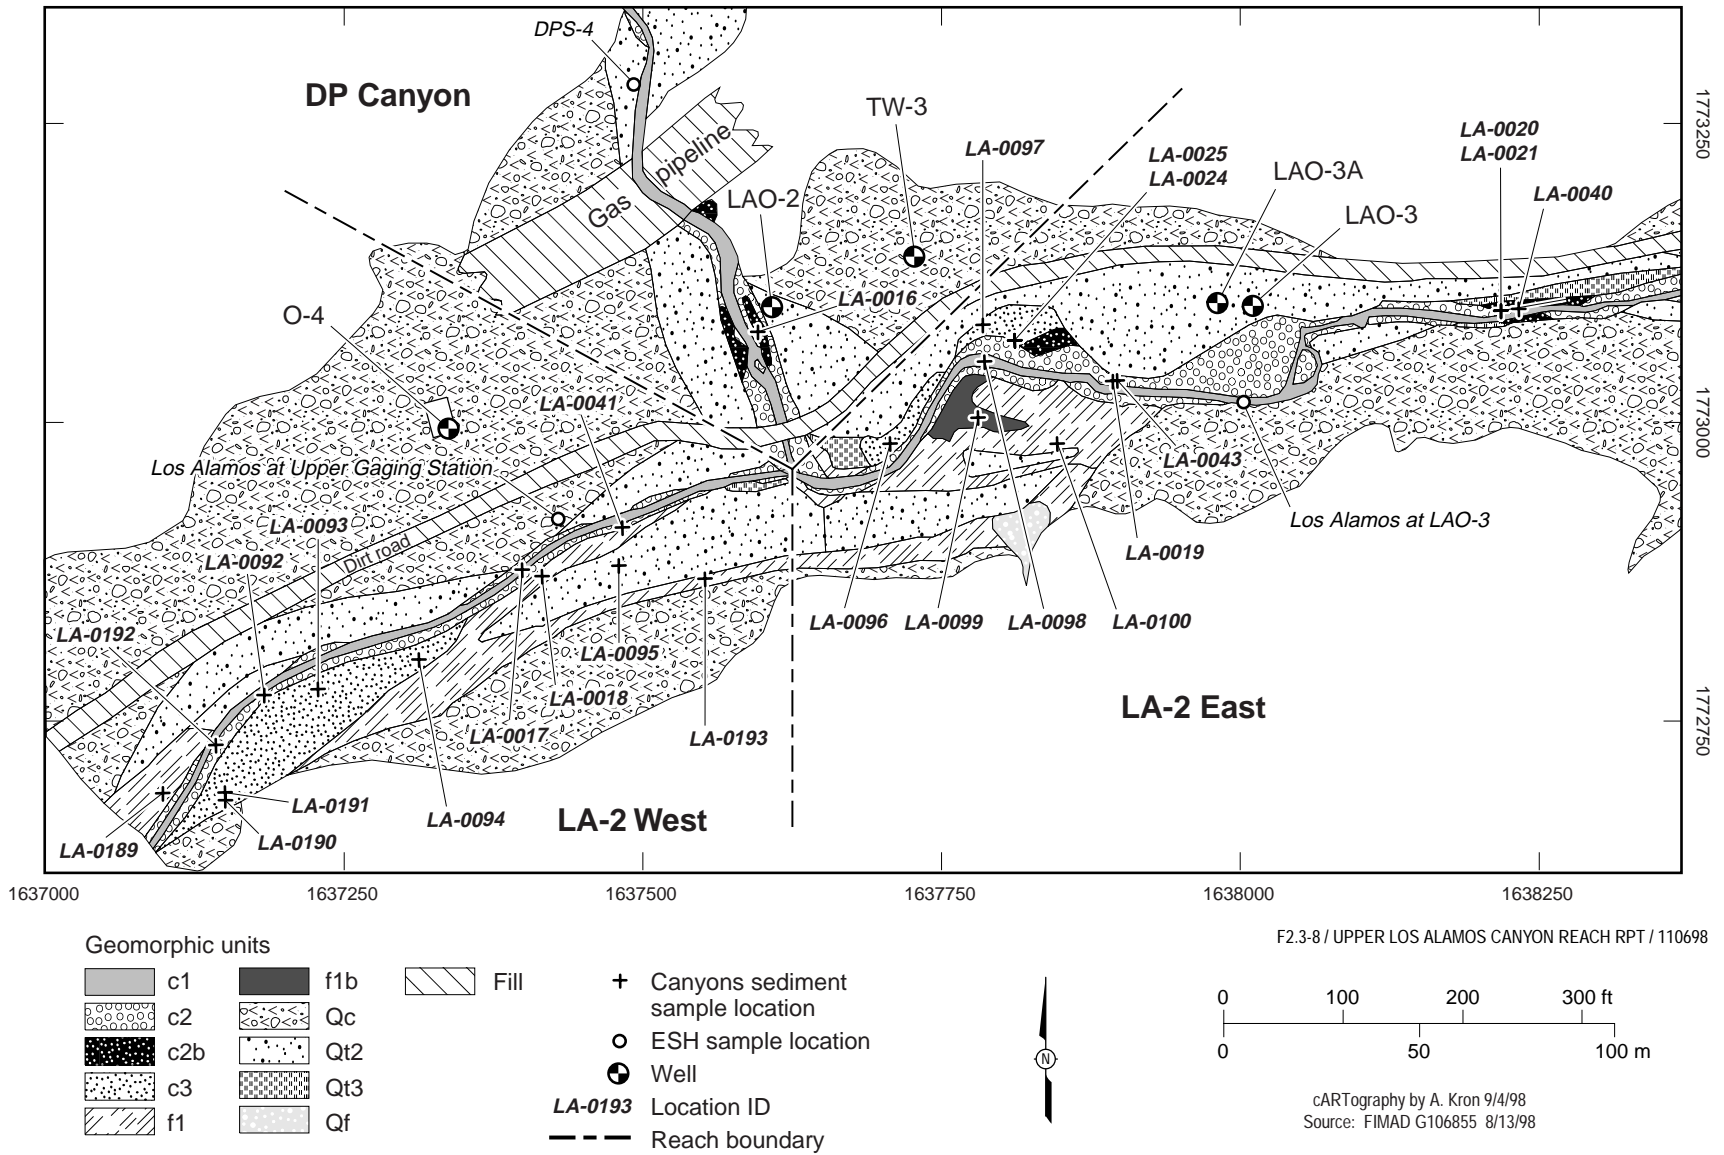 DPS-4
DP Canyon
TW-3
LA-0097
LA-0025
LA-0024
LA-0020
LA-0021
LA-0040
LAO-3A
LAO-3
1773250
Gas pipeline
LAO-2
LA-0016
O-4
LA-0041
Los Alamos at Upper Gaging Station
LA-0043
1773000
Los Alamos at LAO-3
LA-0093
LA-0092
Dirt road
LA-0019
LA-0192
LA-0096
LA-0099
LA-0098
LA-0100
LA-0095
LA-0018
LA-0017
LA-0193
LA-2 East
1772750
LA-0191
LA-0190
LA-0094
LA-2 West
LA-0189
1637000
1637250
1637500
1637750
1638000
1638250
F2.3-8 / UPPER LOS ALAMOS CANYON REACH RPT / 110698
Geomorphic units
c1
c2
c2b
c3
f1
f1b
Qc
Qt2
Qt3
Qf
Fill
Canyons sediment
sample location
ESH sample location
Well
LA-0193 Location ID
Reach boundary
N
0 100 200 300 ft
0 50 100 m
cARTography by A. Kron 9/4/98
Source: FIMAD G106855 8/13/98